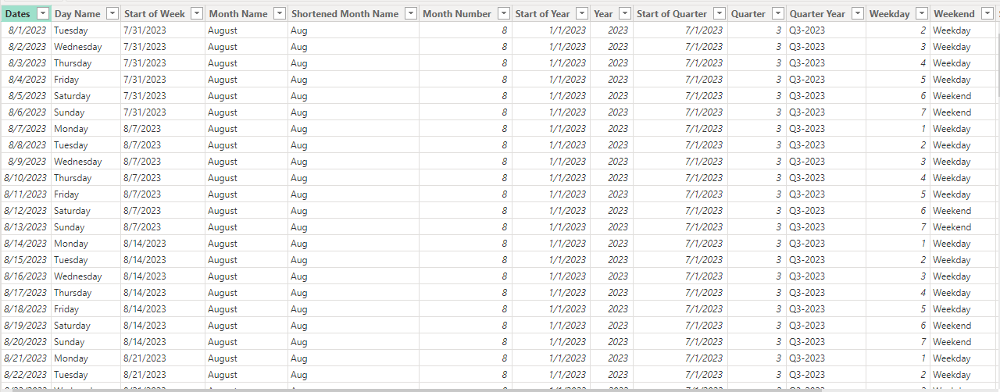 Dates Day Name Start of Week Month Name Shortened Month Name Month Number Start of Year Year Start of Quarter Quarter Quarter Year Weekday Weekend
8/1/2023 Tuesday 7/31/2023 August Aug 8 1/1/2023 2023 7/1/2023 3 Q3-2023 2 Weekday
8/2/2023 Wednesday 7/31/2023 August Aug 8 1/1/2023 2023 7/1/2023 3 Q3-2023 3 Weekday
8/3/2023 Thursday 7/31/2023 August Aug 8 1/1/2023 2023 7/1/2023 3 Q3-2023 4 Weekday
8/4/2023 Friday 7/31/2023 August Aug 8 1/1/2023 2023 7/1/2023 3 Q3-2023 5 Weekday
8/5/2023 Saturday 7/31/2023 August Aug 8 1/1/2023 2023 7/1/2023 3 Q3-2023 6 Weekend
8/6/2023 Sunday 7/31/2023 August Aug 8 1/1/2023 2023 7/1/2023 3 Q3-2023 7 Weekend
8/7/2023 Monday 8/7/2023 August Aug 8 1/1/2023 2023 7/1/2023 3 Q3-2023 1 Weekday
8/8/2023 Tuesday 8/7/2023 August Aug 8 1/1/2023 2023 7/1/2023 3 Q3-2023 2 Weekday
8/9/2023 Wednesday 8/7/2023 August Aug 8 1/1/2023 2023 7/1/2023 3 Q3-2023 3 Weekday
8/10/2023 Thursday 8/7/2023 August Aug 8 1/1/2023 2023 7/1/2023 3 Q3-2023 4 Weekday
8/11/2023 Friday 8/7/2023 August Aug 8 1/1/2023 2023 7/1/2023 3 Q3-2023 5 Weekday
8/12/2023 Saturday 8/7/2023 August Aug 8 1/1/2023 2023 7/1/2023 3 Q3-2023 6 Weekend
8/13/2023 Sunday 8/7/2023 August Aug 8 1/1/2023 2023 7/1/2023 3 Q3-2023 7 Weekend
8/14/2023 Monday 8/14/2023 August Aug 8 1/1/2023 2023 7/1/2023 3 Q3-2023 1 Weekday
8/15/2023 Tuesday 8/14/2023 August Aug 8 1/1/2023 2023 7/1/2023 3 Q3-2023 2 Weekday
8/16/2023 Wednesday 8/14/2023 August Aug 8 1/1/2023 2023 7/1/2023 3 Q3-2023 3 Weekday
8/17/2023 Thursday 8/14/2023 August Aug 8 1/1/2023 2023 7/1/2023 3 Q3-2023 4 Weekday
8/18/2023 Friday 8/14/2023 August Aug 8 1/1/2023 2023 7/1/2023 3 Q3-2023 5 Weekday
8/19/2023 Saturday 8/14/2023 August Aug 8 1/1/2023 2023 7/1/2023 3 Q3-2023 6 Weekend
8/20/2023 Sunday 8/14/2023 August Aug 8 1/1/2023 2023 7/1/2023 3 Q3-2023 7 Weekend
8/21/2023 Monday 8/21/2023 August Aug 8 1/1/2023 2023 7/1/2023 3 Q3-2023 1 Weekday
8/22/2023 Tuesday 8/21/2023 August Aug 8 1/1/2023 2023 7/1/2023 3 Q3-2023 2 Weekday